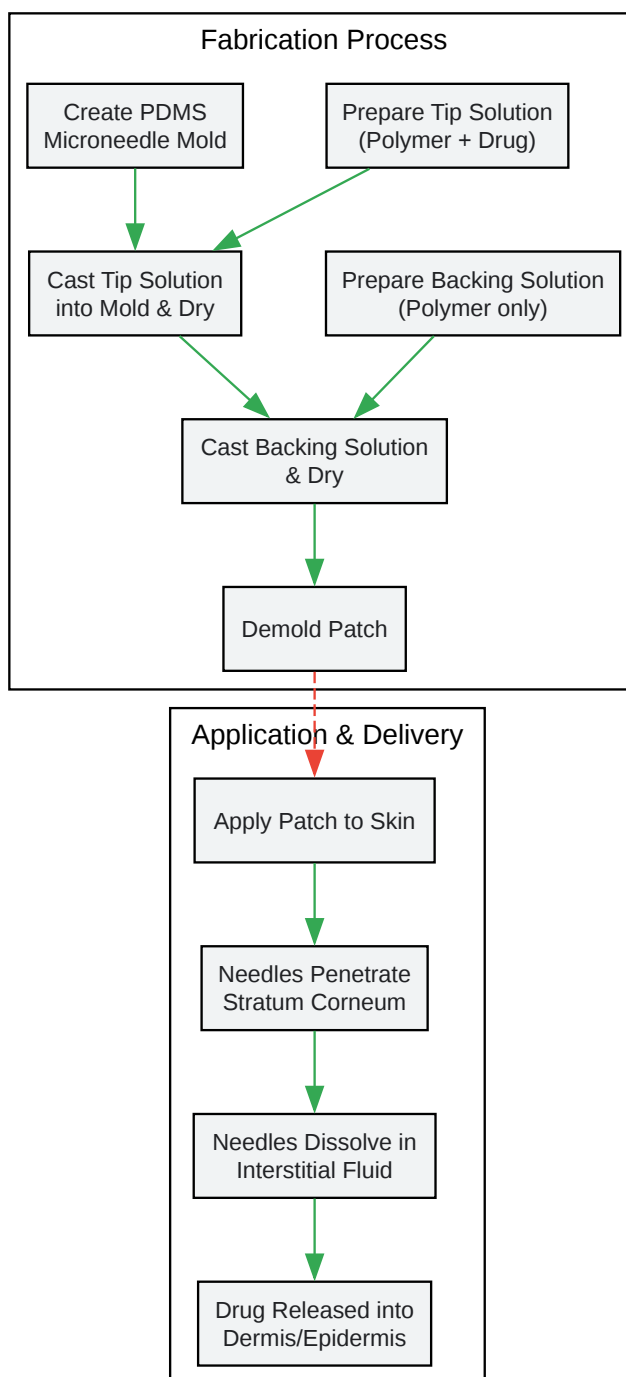 Fabrication Process
Create PDMS
Microneedle Mold
Prepare Tip Solution
(Polymer + Drug)
Cast Tip Solution
into Mold & Dry
Prepare Backing Solution
(Polymer only)
Cast Backing Solution
& Dry
Demold Patch
Application & Delivery
Apply Patch to Skin
Needles Penetrate
Stratum Corneum
Needles Dissolve in
Interstitial Fluid
Drug Released into
Dermis/Epidermis